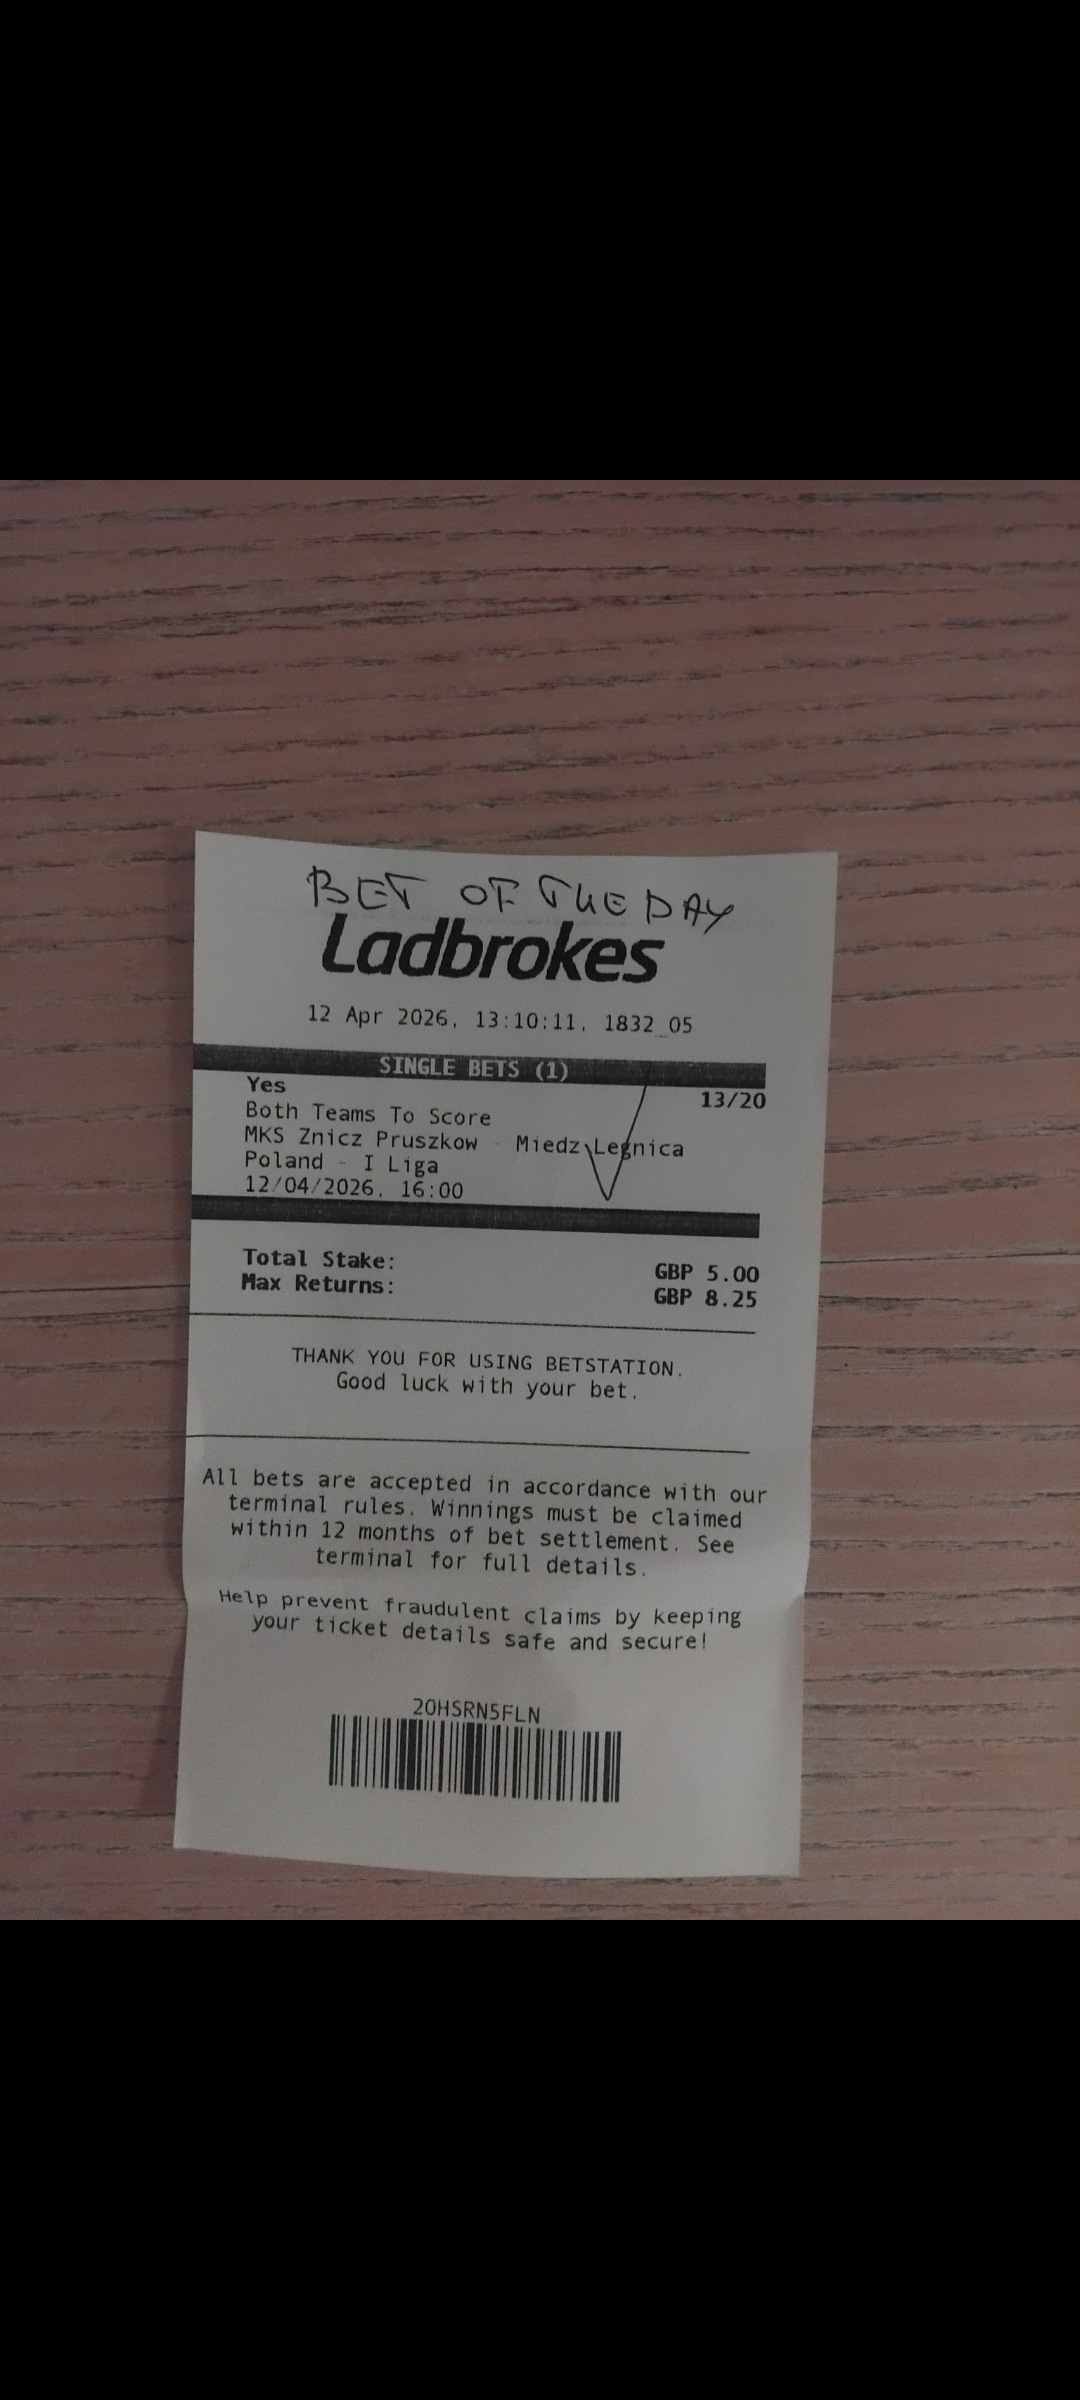 BET OF THE DAY
Ladbrokes
12 Apr 2026, 13:10:11, 1832_05
SINGLE BETS (1)
Yes 13/20
Both Teams To Score
MKS Znicz Pruszkow - Miedz Legnica
Poland - I Liga
12/04/2026, 16:00
Total Stake: GBP 5.00
Max Returns: GBP 8.25
THANK YOU FOR USING BETSTATION.
Good luck with your bet.
All bets are accepted in accordance with our
terminal rules. Winnings must be claimed
within 12 months of bet settlement. See
terminal for full details.
Help prevent fraudulent claims by keeping
your ticket details safe and secure!
20HSRN5FLN